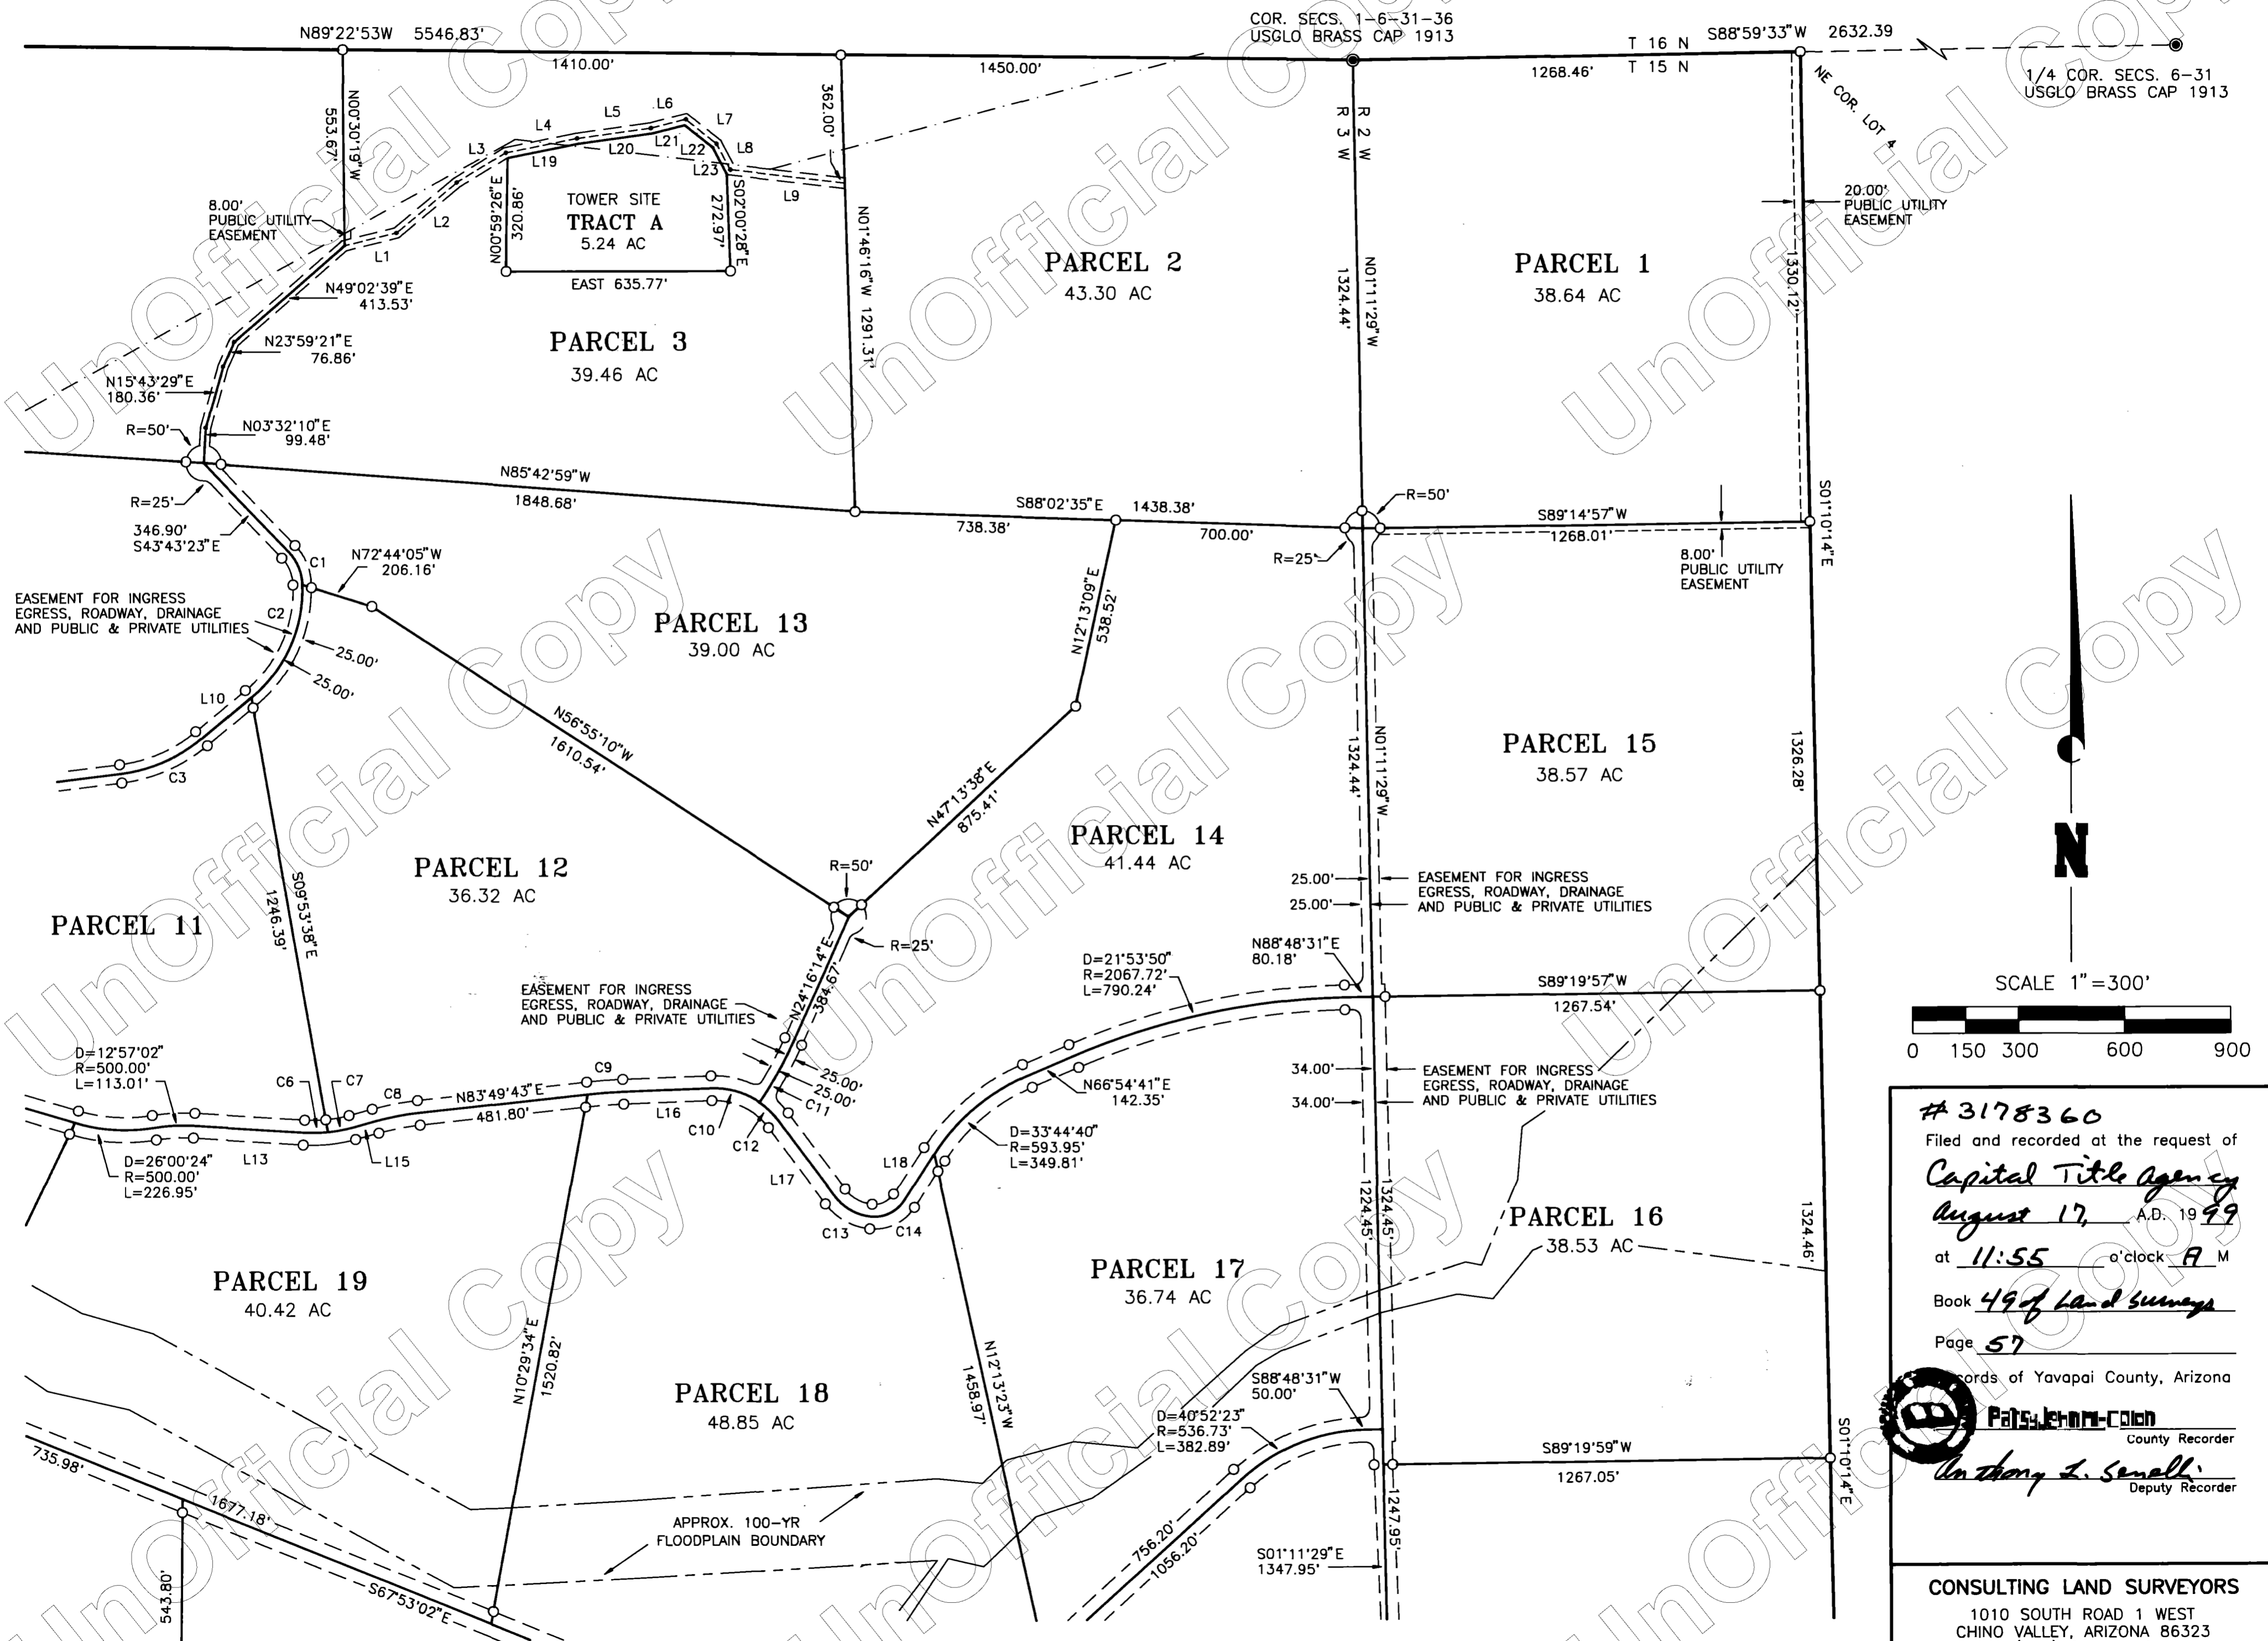 COR. SECS. 1-6-31-36
USGLO BRASS CAP 1913
N89°22'53W 5546.83'
1410.00'
1450.00'
T 16 N
T 15 N
1268.46'
S88°59'33"W 2632.39
1/4 COR. SECS. 6-31
USGLO BRASS CAP 1913
NE COR. LOT 4
N00°30'19"W
553.67'
362.00'
R 2 W
R 3 W
L1
L2
L3
L4
L5
L6
L7
L8
L9
L19
L20
L21
L22
L23
8.00'
PUBLIC UTILITY
EASEMENT
TOWER SITE
TRACT A
5.24 AC
N00°59'26"E
320.86'
S02°00'28"E
272.97'
EAST 635.77'
N01°46'16"W 1291.31'
PARCEL 2
43.30 AC
N01°11'29"W
1324.44'
PARCEL 1
38.64 AC
1330.12'
20.00'
PUBLIC UTILITY
EASEMENT
N49°02'39"E
413.53'
N23°59'21"E
76.86'
N15°43'29"E
180.36'
N03°32'10"E
99.48'
R=50'
PARCEL 3
39.46 AC
N85°42'59"W
1848.68'
S88°02'35"E 1438.38'
738.38'
700.00'
R=50'
R=25'
S89°14'57"W
1268.01'
8.00'
PUBLIC UTILITY
EASEMENT
S01°10'14"E
R=25'
346.90'
S43°43'23"E
C1
N72°44'05"W
206.16'
EASEMENT FOR INGRESS
EGRESS, ROADWAY, DRAINAGE
AND PUBLIC & PRIVATE UTILITIES
C2
25.00'
25.00'
L10
C3
PARCEL 13
39.00 AC
N12°13'09"E
538.52'
N56°55'10"W
1610.54'
N47°13'38"E
875.41'
1324.44'
N01°11'29"W
PARCEL 15
38.57 AC
1326.28'
PARCEL 14
41.44 AC
PARCEL 12
36.32 AC
PARCEL 11
S09°53'38"E
1246.39'
R=50'
R=25'
N24°16'14"E
384.67'
25.00'
25.00'
EASEMENT FOR INGRESS
EGRESS, ROADWAY, DRAINAGE
AND PUBLIC & PRIVATE UTILITIES
N88°48'31"E
80.18'
D=21°53'50"
R=2067.72'
L=790.24'
S89°19'57"W
1267.54'
EASEMENT FOR INGRESS
EGRESS, ROADWAY, DRAINAGE
AND PUBLIC & PRIVATE UTILITIES
25.00'
25.00'
34.00'
34.00'
EASEMENT FOR INGRESS
EGRESS, ROADWAY, DRAINAGE
AND PUBLIC & PRIVATE UTILITIES
D=12°57'02"
R=500.00'
L=113.01'
C6
C7
C8
N83°49'43"E
481.80'
C9
L16
C10
C11
C12
N66°54'41"E
142.35'
D=33°44'40"
R=593.95'
L=349.81'
D=26°00'24"
R=500.00'
L=226.95'
L13
L15
L17
L18
C13
C14
1224.45'
1324.45'
PARCEL 16
38.53 AC
1324.46'
PARCEL 19
40.42 AC
PARCEL 17
36.74 AC
N10°29'34"E
1520.82'
PARCEL 18
48.85 AC
N12°13'23"W
1458.97'
S88°48'31"W
50.00'
D=40°52'23"
R=536.73'
L=382.89'
S89°19'59"W
1267.05'
S01°10'14"E
735.98'
1677.18'
S67°53'02"E
543.80'
APPROX. 100-YR
FLOODPLAIN BOUNDARY
756.20'
1056.20'
S01°11'29"E
1347.95'
1247.95'
N
SCALE 1"=300'
0 150 300 600 900
# 3178360
Filed and recorded at the request of
Capital Title Agency
August 17, A.D. 1999
at 11:55 o'clock A M
Book 49 of Land Surveys
Page 57
cords of Yavapai County, Arizona
Patsy Jenney-Colon
County Recorder
Anthony L. Senelli
Deputy Recorder
CONSULTING LAND SURVEYORS
1010 SOUTH ROAD 1 WEST
CHINO VALLEY, ARIZONA 86323
UnOfficial Copy
UnOfficial Copy
UnOfficial Copy
UnOfficial Copy
UnOfficial Copy
UnOfficial Copy
UnOfficial Copy
UnOfficial Copy
UnOfficial Copy